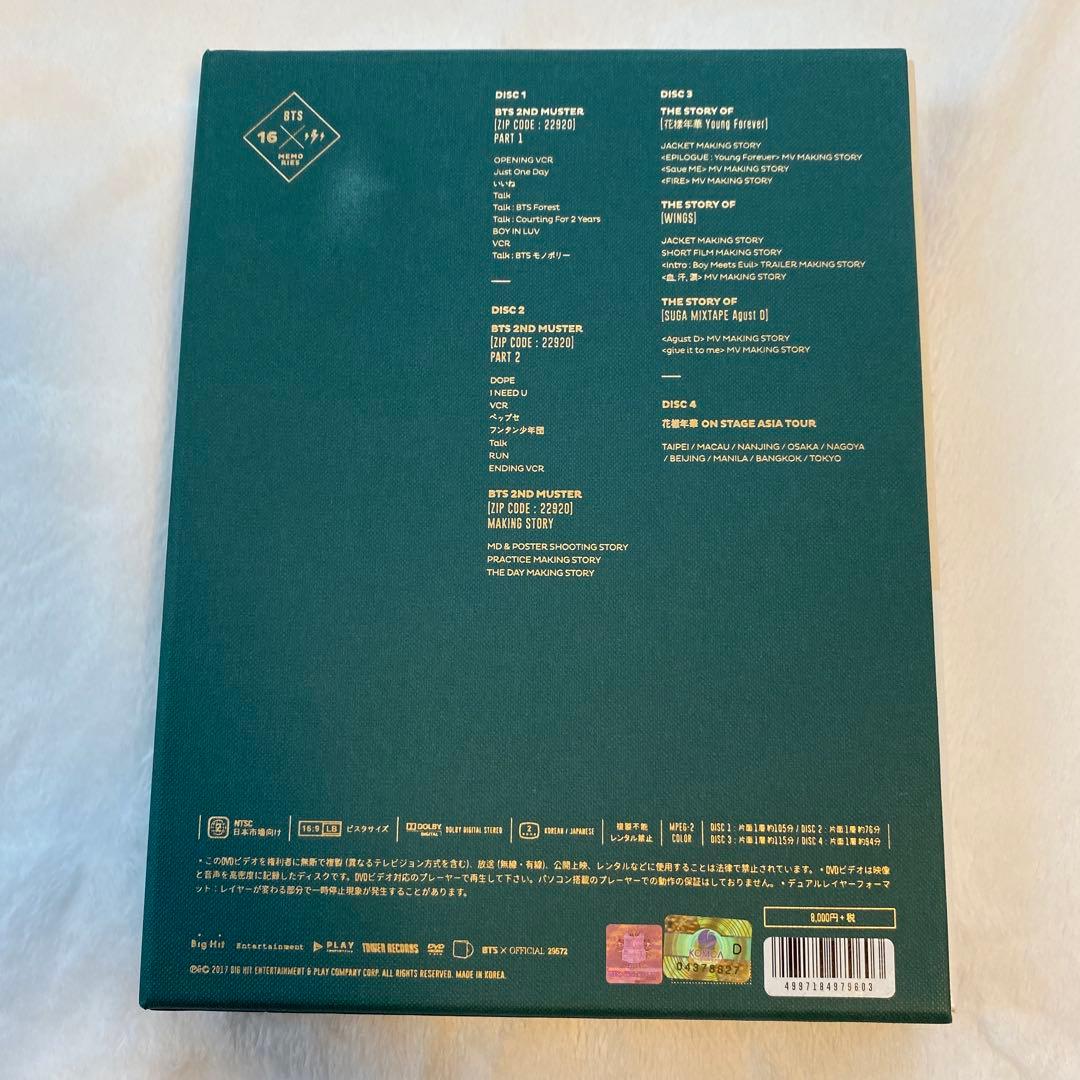 BTS
16
MEMO
RIES
DISC 1
BTS 2ND MUSTER
[ZIP CODE : 22920]
PART 1
OPENING VCR
Just One Day
いいね
Talk
Talk : BTS Forest
Talk : Courting For 2 Years
BOY IN LUV
VCR
Talk : BTS モノポリー
DISC 2
BTS 2ND MUSTER
[ZIP CODE : 22920]
PART 2
DOPE
I NEED U
VCR
ペップセ
フンタン少年団
Talk
RUN
ENDING VCR
BTS 2ND MUSTER
[ZIP CODE : 22920]
MAKING STORY
MD & POSTER SHOOTING STORY
PRACTICE MAKING STORY
THE DAY MAKING STORY
DISC 3
THE STORY OF
[花樣年華 Young Forever]
JACKET MAKING STORY
<EPILOGUE : Young Forever> MV MAKING STORY
<Save ME> MV MAKING STORY
<FIRE> MV MAKING STORY
THE STORY OF
[WINGS]
JACKET MAKING STORY
SHORT FILM MAKING STORY
<Intro : Boy Meets Evil> TRAILER MAKING STORY
<血, 汗, 涙> MV MAKING STORY
THE STORY OF
[SUGA MIXTAPE Agust D]
<Agust D> MV MAKING STORY
<give it to me> MV MAKING STORY
DISC 4
花樣年華 ON STAGE ASIA TOUR
TAIPEI / MACAU / NANJING / OSAKA / NAGOYA
/ BEIJING / MANILA / BANGKOK / TOKYO
2 NTSC
日本市場向け
16:9 LB ビスタサイズ
DOLBY DIGITAL DOLBY DIGITAL STEREO
2 KOREAN / JAPANESE
複製不能
レンタル禁止
MPEG-2
COLOR
DISC 1 : 片面1層 約105分 / DISC 2 : 片面1層 約76分
DISC 3 : 片面1層 約115分 / DISC 4 : 片面1層 約94分
•このDVDビデオを権利者に無断で複製 (異なるテレビジョン方式を含む)、放送 (無線・有線)、公開上映、レンタルなどに使用することは法律で禁止されています。•DVDビデオは映像
と音声を高密度に記録したディスクです。DVDビデオ対応のプレーヤーで再生して下さい。パソコン搭載のプレーヤーでの動作の保証はしておりません。•デュアルレイヤーフォーマ
ット：レイヤーが変わる部分で一時停止現象が発生することがあります。
8,000円+税
Big Hit Entertainment PLAY TOWER RECORDS DVD BTS × OFFICIAL 29572
℗&© 2017 BIG HIT ENTERTAINMENT & PLAY COMPANY CORP. ALL RIGHTS RESERVED. MADE IN KOREA.
KOMCA
D
04378827
4997184979603